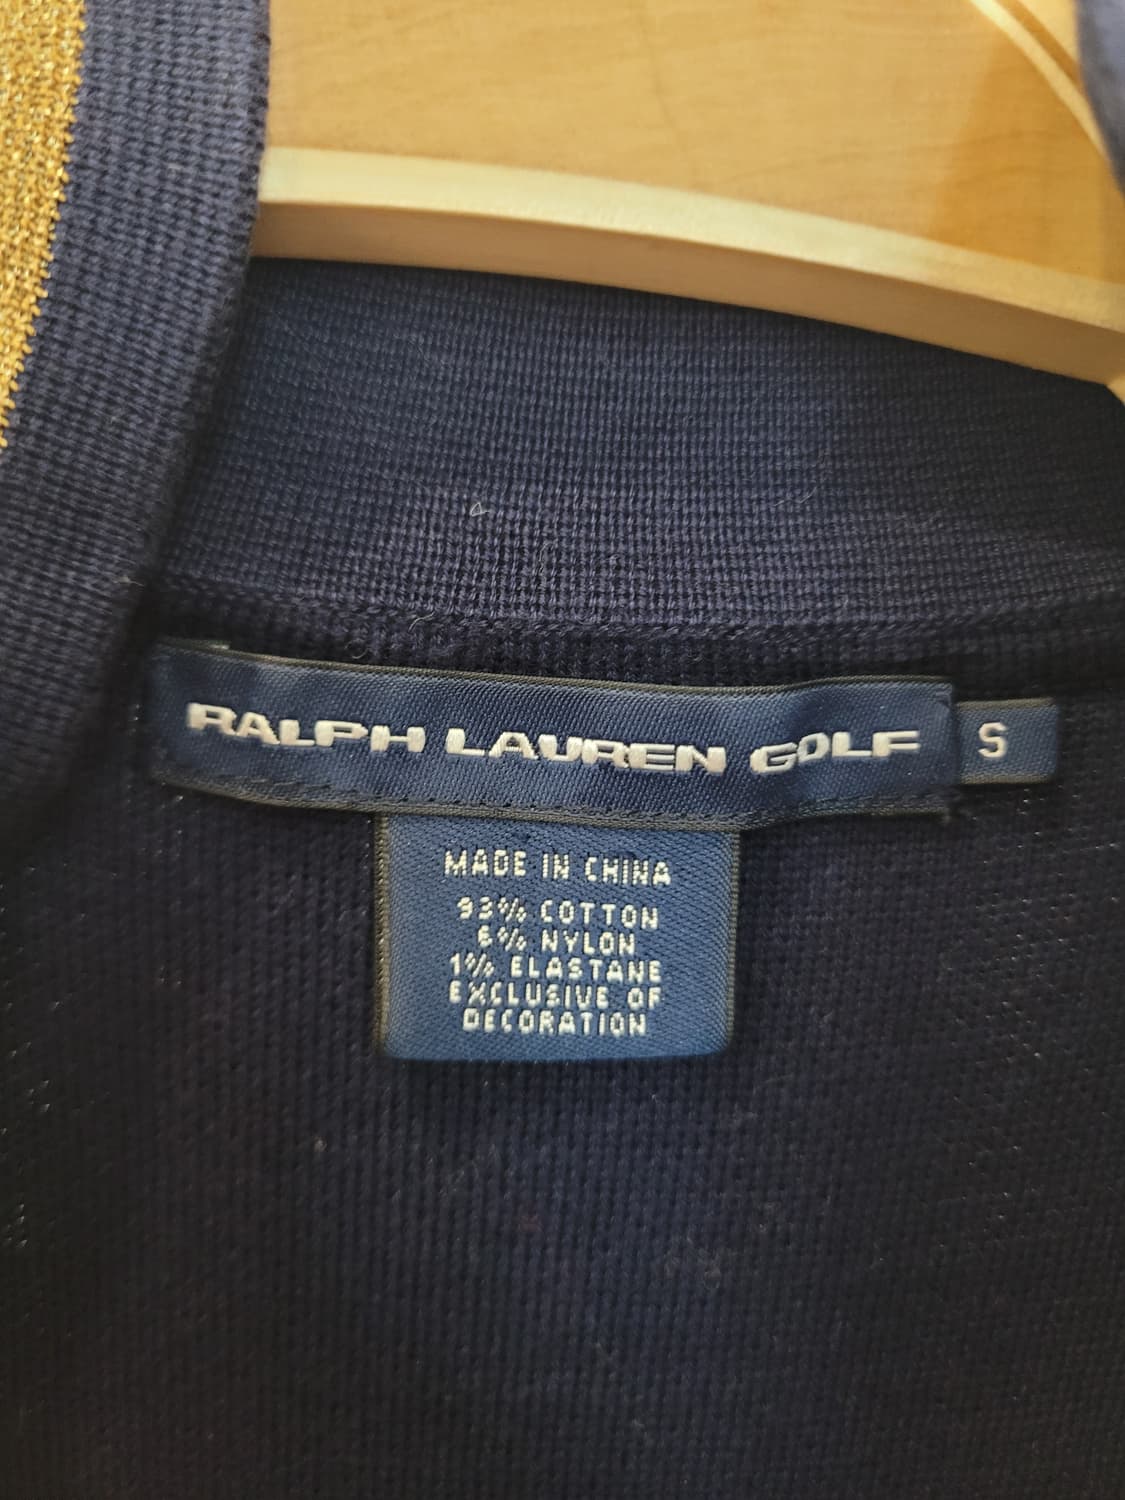 RALPH LAUREN GOLF
S
MADE IN CHINA
93% COTTON
6% NYLON
1% ELASTANE
EXCLUSIVE OF
DECORATION